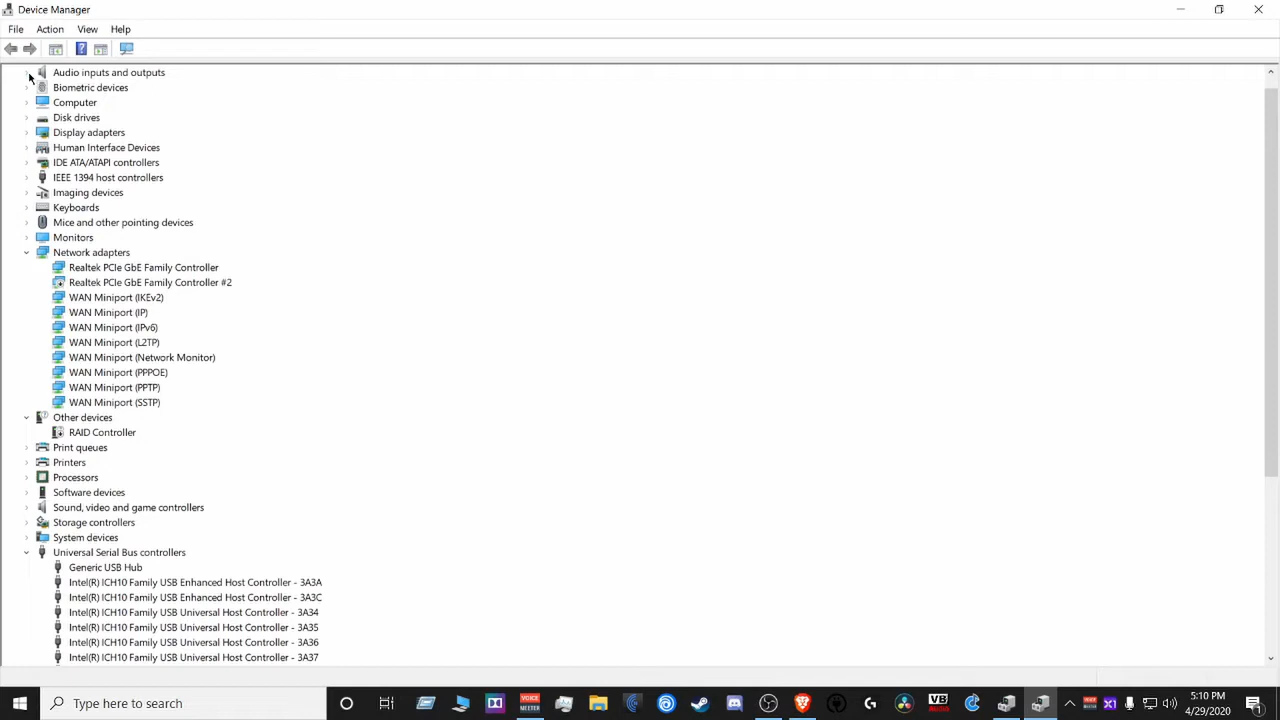 Device Manager
File Action View Help
Audio inputs and outputs
Biometric devices
Computer
Disk drives
Display adapters
Human Interface Devices
IDE ATA/ATAPI controllers
IEEE 1394 host controllers
Imaging devices
Keyboards
Mice and other pointing devices
Monitors
Network adapters
Realtek PCIe GbE Family Controller
Realtek PCIe GbE Family Controller #2
WAN Miniport (IKEv2)
WAN Miniport (IP)
WAN Miniport (IPv6)
WAN Miniport (L2TP)
WAN Miniport (Network Monitor)
WAN Miniport (PPPOE)
WAN Miniport (PPTP)
WAN Miniport (SSTP)
Other devices
RAID Controller
Print queues
Printers
Processors
Software devices
Sound, video and game controllers
Storage controllers
System devices
Universal Serial Bus controllers
Generic USB Hub
Intel(R) ICH10 Family USB Enhanced Host Controller - 3A3A
Intel(R) ICH10 Family USB Enhanced Host Controller - 3A3C
Intel(R) ICH10 Family USB Universal Host Controller - 3A34
Intel(R) ICH10 Family USB Universal Host Controller - 3A35
Intel(R) ICH10 Family USB Universal Host Controller - 3A36
Intel(R) ICH10 Family USB Universal Host Controller - 3A37
Type here to search
VOICE MEETER
VB
5:10 PM
4/29/2020